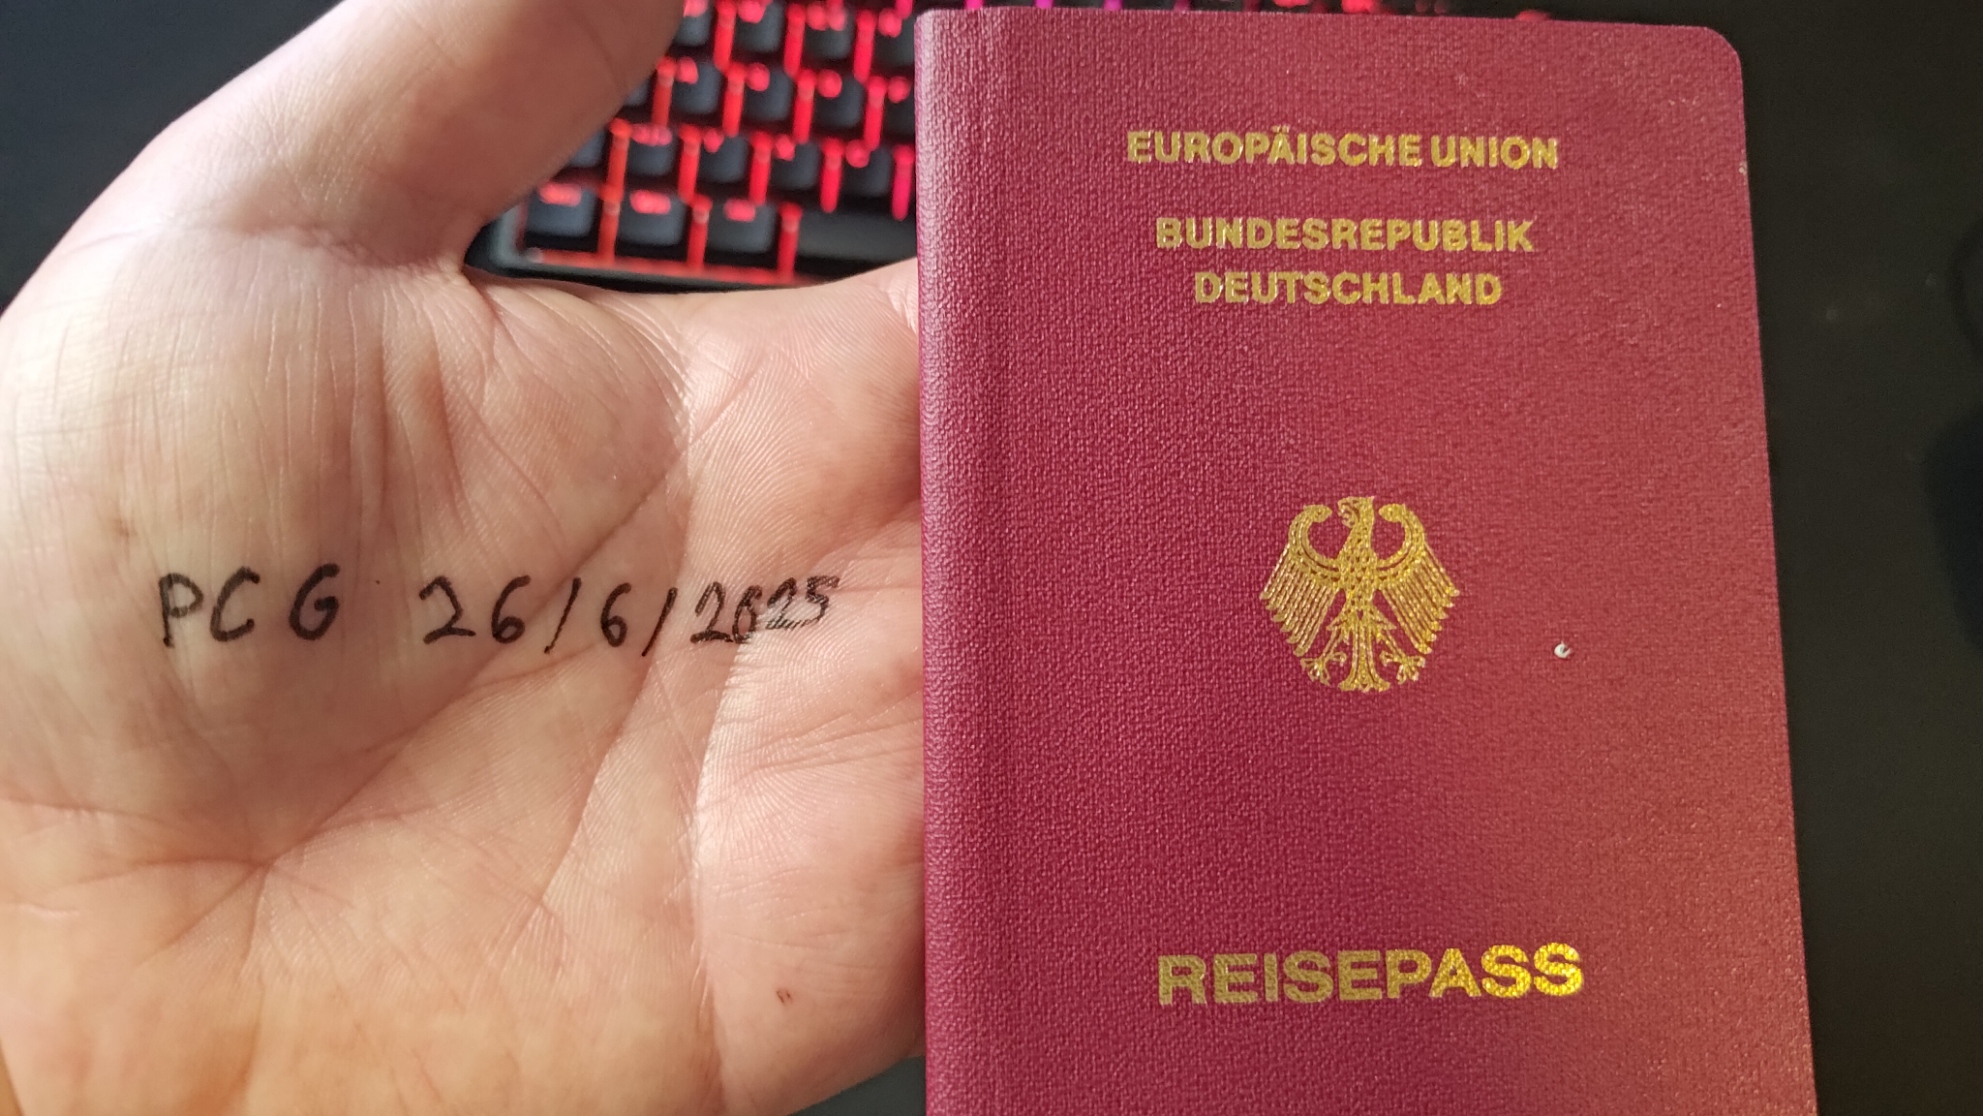 PCG 26/6/2025
EUROPÄISCHE UNION
BUNDESREPUBLIK
DEUTSCHLAND
REISEPASS